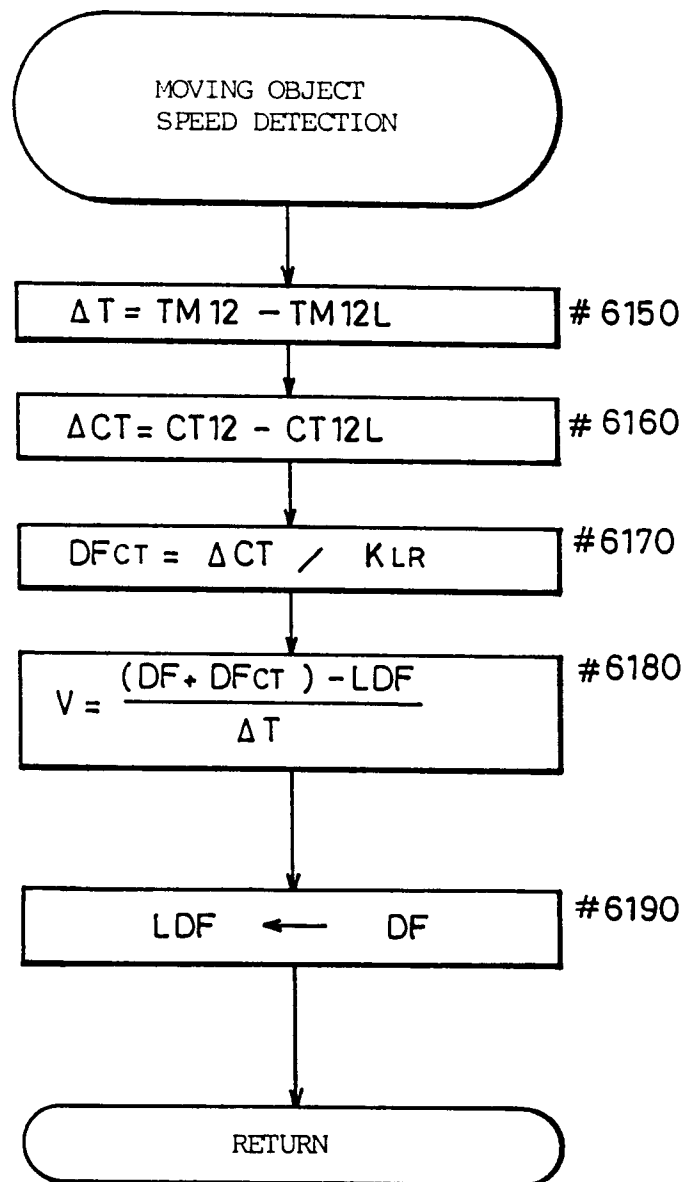 MOVING OBJECT
SPEED DETECTION
ΔT = TM12 - TM12L
#6150
ΔCT = CT12 - CT12L
#6160
DFCT = ΔCT / KLR
#6170
V = (DF + DFCT) - LDF
ΔT
#6180
LDF ← DF
#6190
RETURN